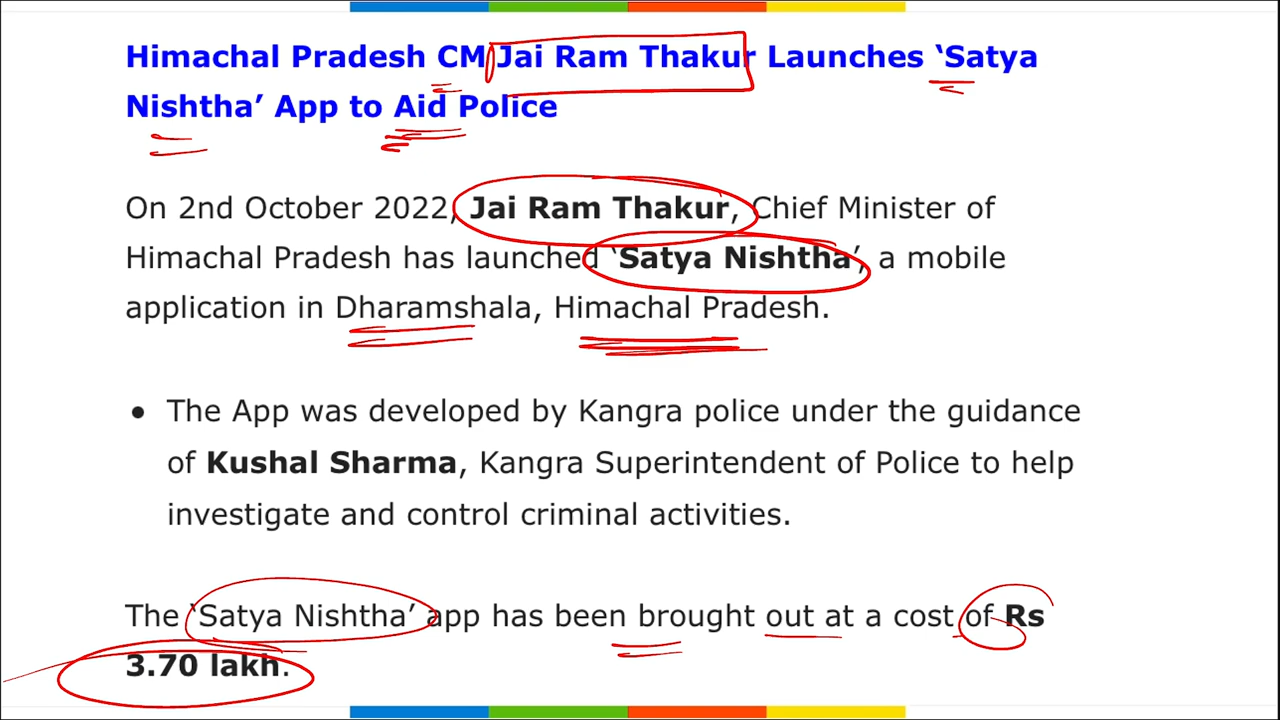 Himachal Pradesh CM Jai Ram Thakur Launches ‘Satya
Nishtha’ App to Aid Police
On 2nd October 2022, Jai Ram Thakur, Chief Minister of
Himachal Pradesh has launched ‘Satya Nishtha’, a mobile
application in Dharamshala, Himachal Pradesh.
● The App was developed by Kangra police under the guidance
of Kushal Sharma, Kangra Superintendent of Police to help
investigate and control criminal activities.
The ‘Satya Nishtha’ app has been brought out at a cost of Rs
3.70 lakh.